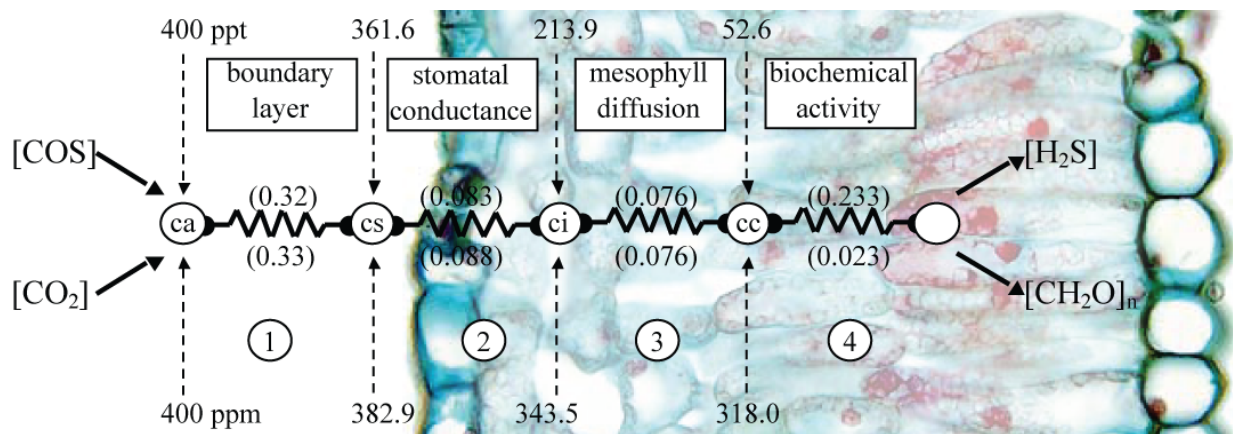 400 ppt 361.6 213.9 52.6
boundary layer
stomatal conductance
mesophyll diffusion
biochemical activity
[COS] [H₂S]
(0.32) (0.083) (0.076) (0.233)
ca cs ci cc
(0.33) (0.088) (0.076) (0.023)
[CO₂] [CH₂O]ₙ
1 2 3 4
400 ppm 382.9 343.5 318.0